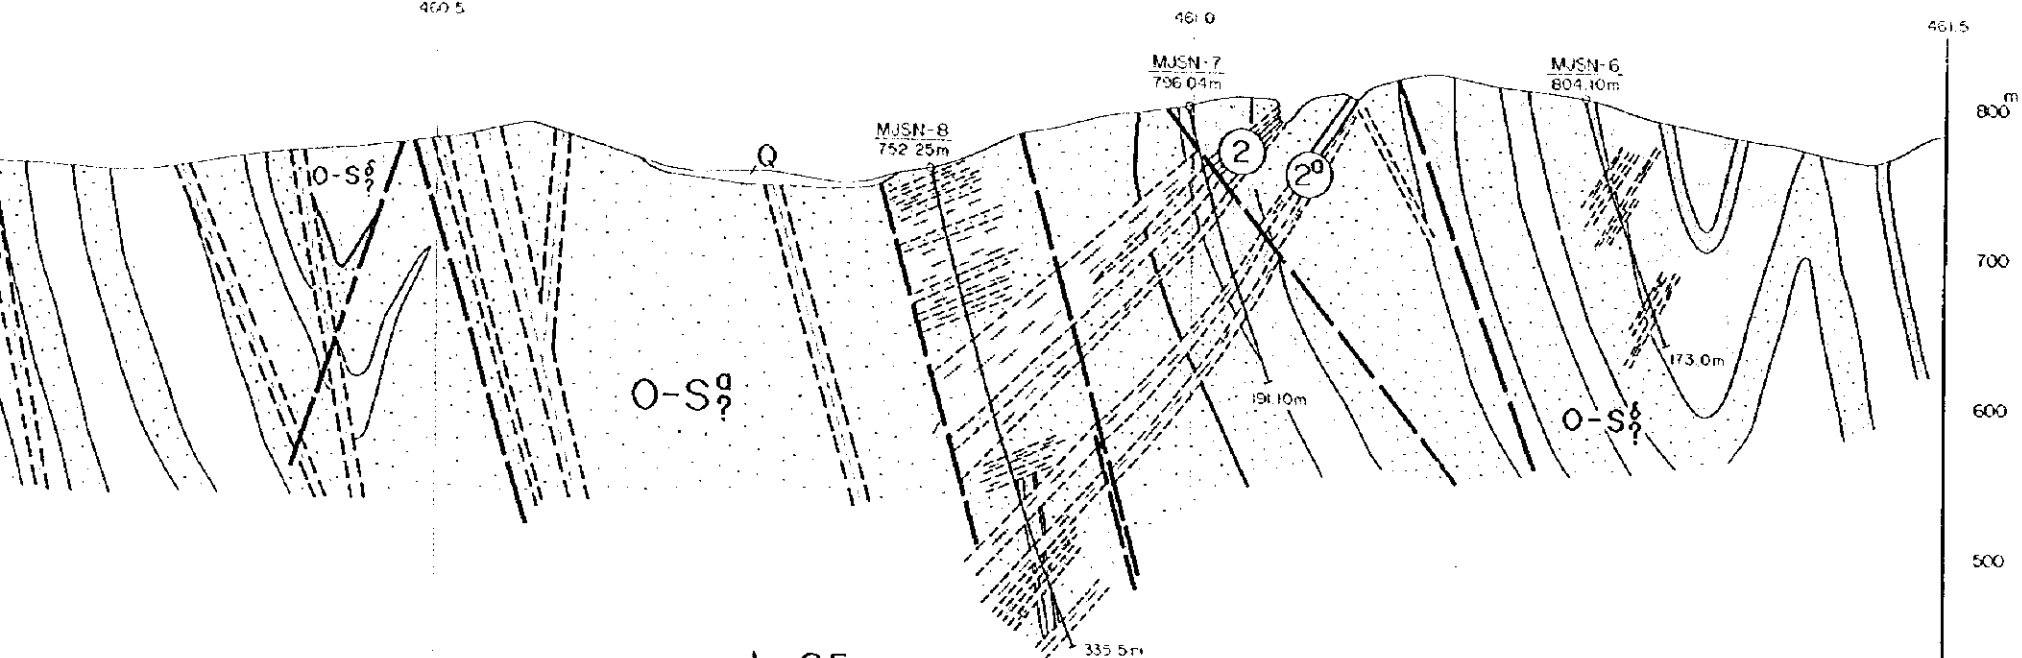 460.5
461.0
461.5
MJSN-7
796.04m
MJSN-6
804.10m
MJSN-8
752.25m
Q
800m
2
2a
O-S
?
700
191.10m
173.0m
O-S a
?
O-S
?
600
500
335.5m